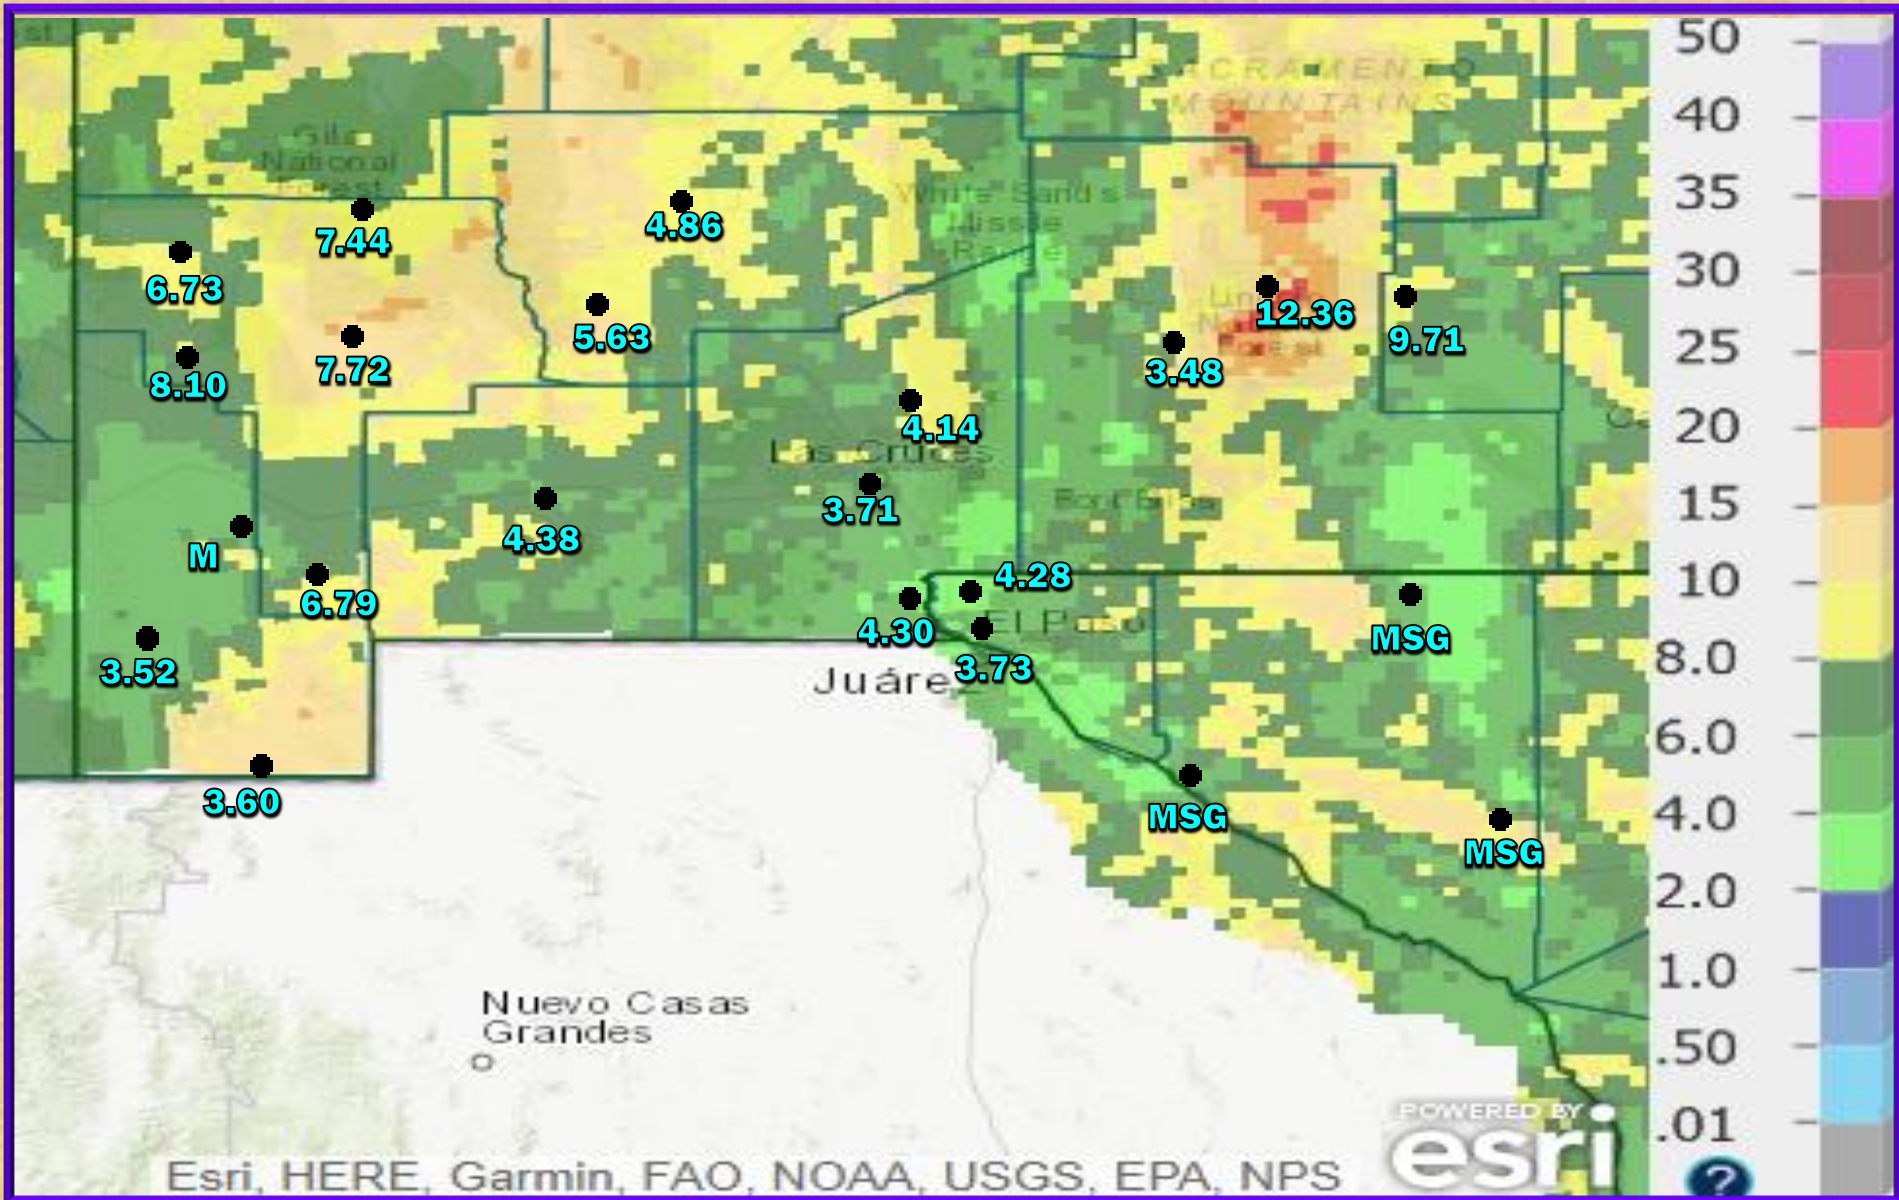 SACRAMENTO
MOUNTAINS
Gila
National
Forest
White Sands
Missile
Range
7.44
4.86
6.73
5.63
12.36
9.71
7.72
8.10
3.48
4.14
Las Cruces
3.71
4.38
Fort Bliss
M
6.79
4.28
4.30
El Paso
3.73
Juárez
3.52
3.60
MSG
MSG
MSG
Nuevo Casas
Grandes
50
40
35
30
25
20
15
10
8.0
6.0
4.0
2.0
1.0
.50
.01
?
POWERED BY
esri
Esri, HERE, Garmin, FAO, NOAA, USGS, EPA, NPS